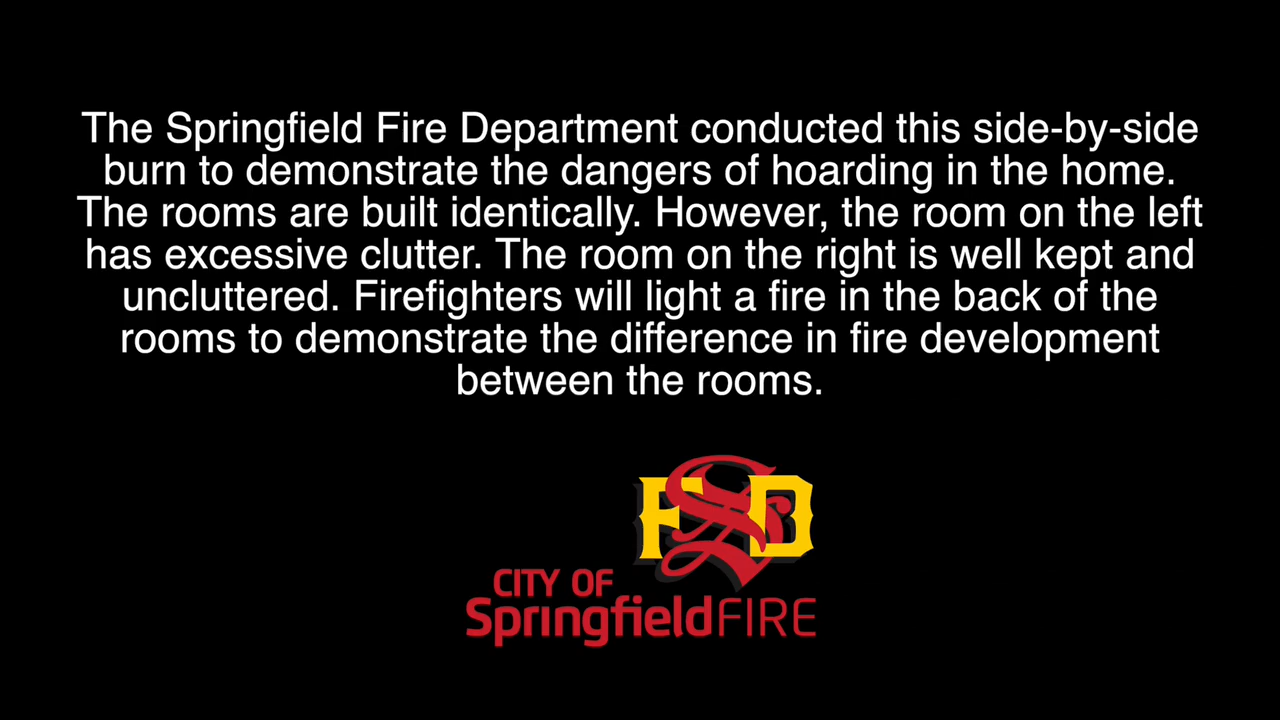 The Springfield Fire Department conducted this side-by-side
burn to demonstrate the dangers of hoarding in the home.
The rooms are built identically. However, the room on the left
has excessive clutter. The room on the right is well kept and
uncluttered. Firefighters will light a fire in the back of the
rooms to demonstrate the difference in fire development
between the rooms.
FSD
CITY OF
SpringfieldFIRE